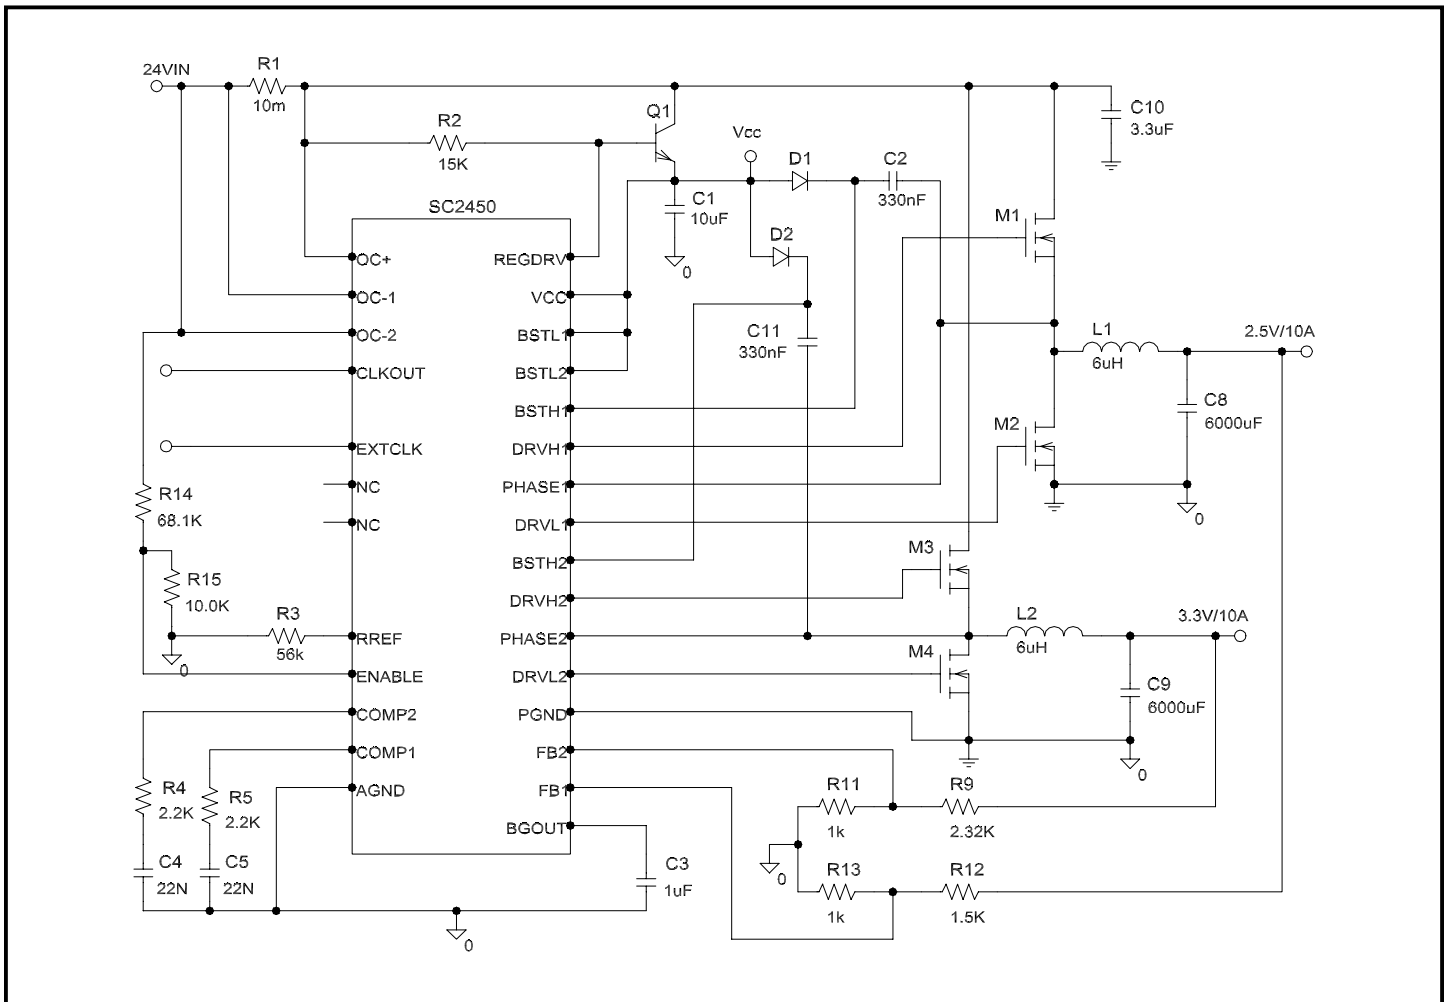 24VIN
R1
10m
R2
15K
Q1
Vcc
D1
C2
330nF
C10
3.3uF
SC2450
C1
10uF
0
D2
M1
OC+
REGDRV
OC-1
VCC
OC-2
BSTL1
C11
330nF
L1
6uH
2.5V/10A
CLKOUT
BSTL2
BSTH1
C8
6000uF
M2
EXTCLK
DRVH1
NC
PHASE1
R14
68.1K
NC
DRVL1
0
M3
BSTH2
R15
10.0K
DRVH2
R3
56k
RREF
PHASE2
L2
6uH
3.3V/10A
0
M4
ENABLE
DRVL2
C9
6000uF
COMP2
PGND
COMP1
FB2
0
R4
2.2K
R5
2.2K
AGND
FB1
R11
1k
R9
2.32K
BGOUT
C4
22N
C5
22N
C3
1uF
0
R13
1k
R12
1.5K
0